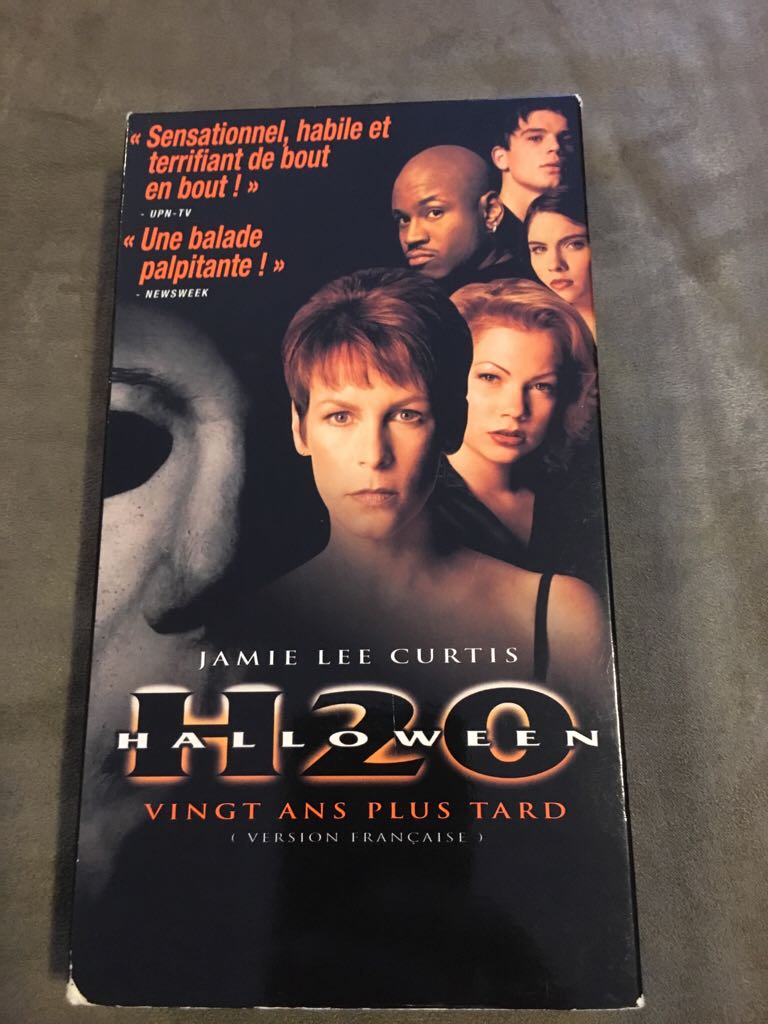 « Sensationnel, habile et
terrifiant de bout
en bout ! »
- UPN-TV
« Une balade
palpitante ! »
- NEWSWEEK
JAMIE LEE CURTIS
H20
HALLOWEEN
VINGT ANS PLUS TARD
( VERSION FRANÇAISE )